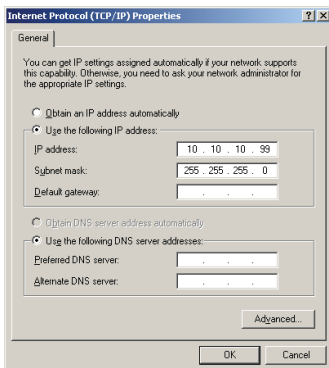 Internet Protocol (TCP/IP) Properties
General
You can get IP settings assigned automatically if your network supports
this capability. Otherwise, you need to ask your network administrator for
the appropriate IP settings.
Obtain an IP address automatically
Use the following IP address:
IP address: 10 . 10 . 10 . 99
Subnet mask: 255 . 255 . 255 . 0
Default gateway: . . .
Obtain DNS server address automatically
Use the following DNS server addresses:
Preferred DNS server: . . .
Alternate DNS server: . . .
Advanced...
OK Cancel